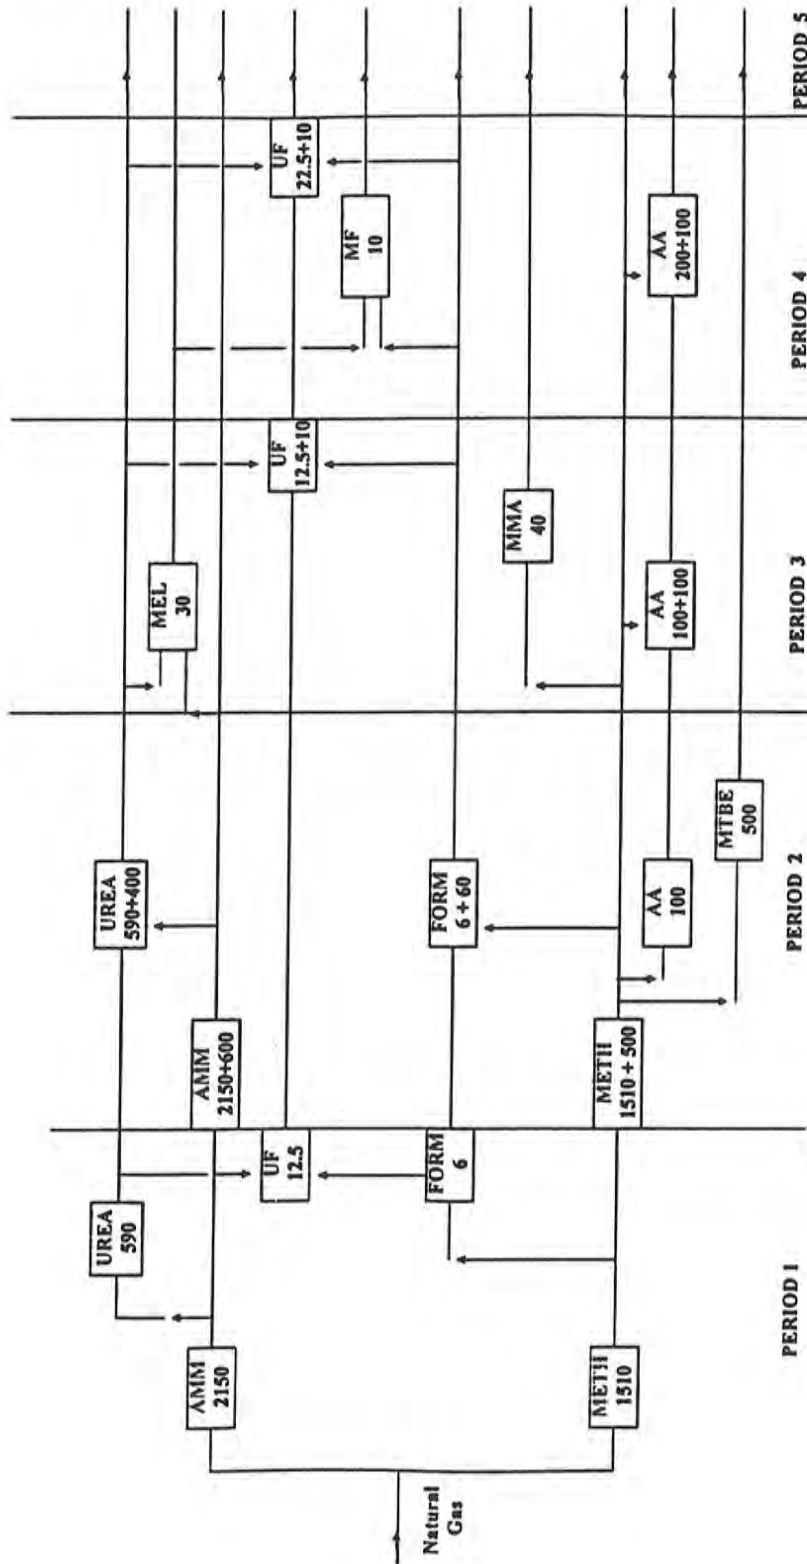 Natural
Gas
AMM
2150
METH
1510
UREA
590
UF
12.5
FORM
6
PERIOD 1
AMM
2150+600
METH
1510 + 500
UREA
590+400
FORM
6 + 60
AA
100
MTBE
500
PERIOD 2
MEL
30
UF
12.5+10
MMA
40
AA
100+100
PERIOD 3
UF
22.5+10
MF
10
AA
200+100
PERIOD 4
PERIOD 5